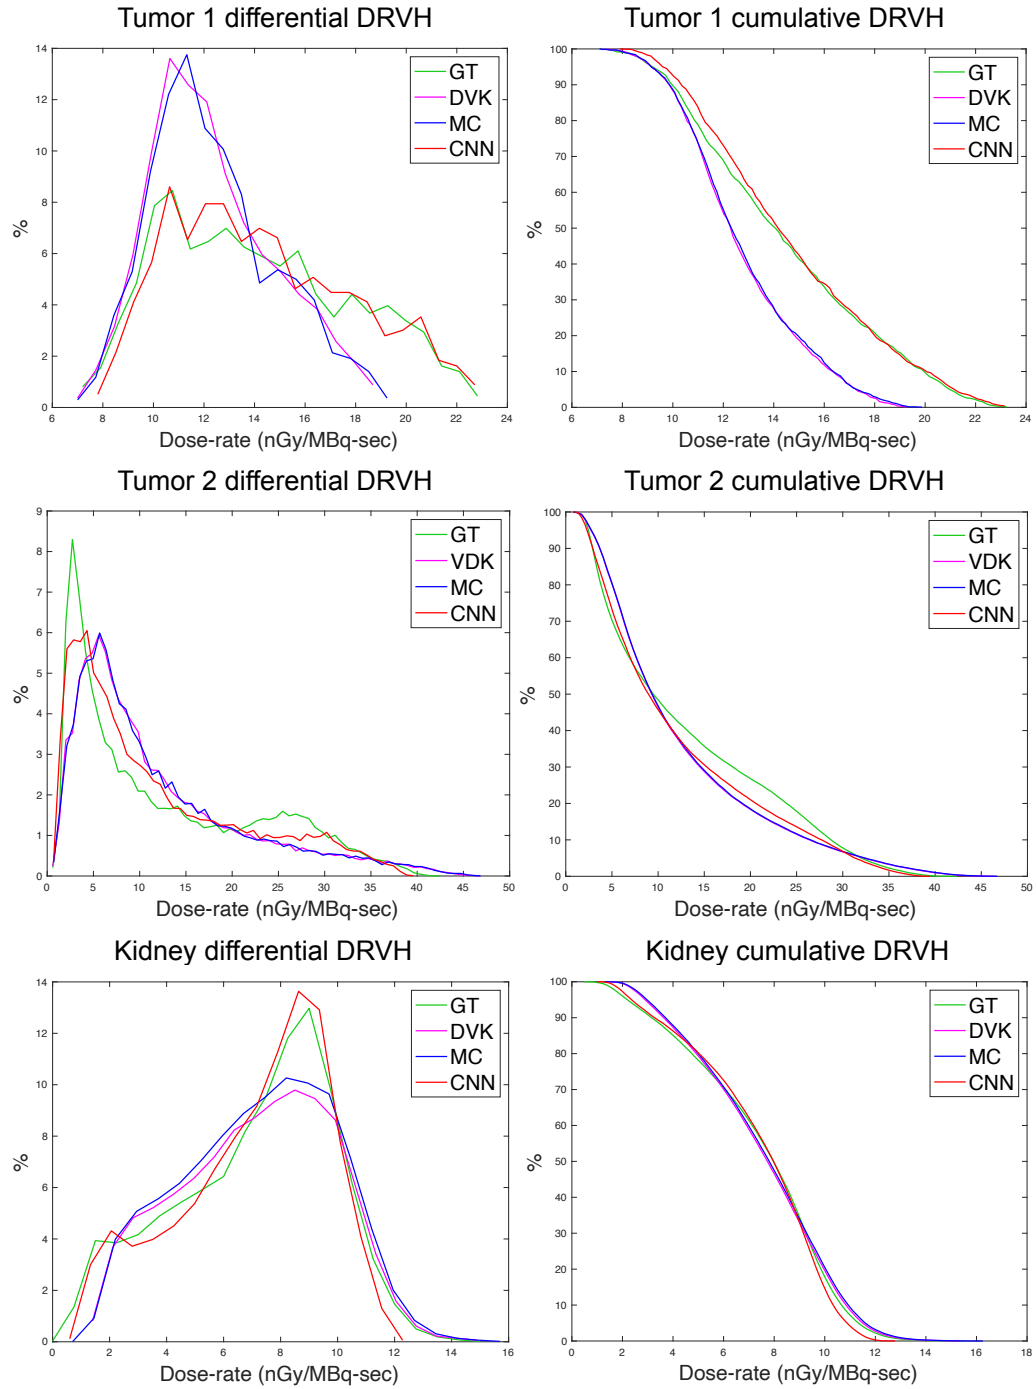 Tumor 1 differential DRVH
14
12
10
8
6
4
2
0
%
6 8 10 12 14 16 18 20 22 24
Dose-rate (nGy/MBq-sec)
GT
DVK
MC
CNN
Tumor 1 cumulative DRVH
100
90
80
70
60
50
40
30
20
10
0
%
6 8 10 12 14 16 18 20 22 24
Dose-rate (nGy/MBq-sec)
GT
DVK
MC
CNN
Tumor 2 differential DRVH
9
8
7
6
5
4
3
2
1
0
%
0 5 10 15 20 25 30 35 40 45 50
Dose-rate (nGy/MBq-sec)
GT
VDK
MC
CNN
Tumor 2 cumulative DRVH
100
90
80
70
60
50
40
30
20
10
0
%
0 5 10 15 20 25 30 35 40 45 50
Dose-rate (nGy/MBq-sec)
GT
VDK
MC
CNN
Kidney differential DRVH
14
12
10
8
6
4
2
0
%
0 2 4 6 8 10 12 14 16
Dose-rate (nGy/MBq-sec)
GT
DVK
MC
CNN
Kidney cumulative DRVH
100
90
80
70
60
50
40
30
20
10
0
%
0 2 4 6 8 10 12 14 16 18
Dose-rate (nGy/MBq-sec)
GT
DVK
MC
CNN